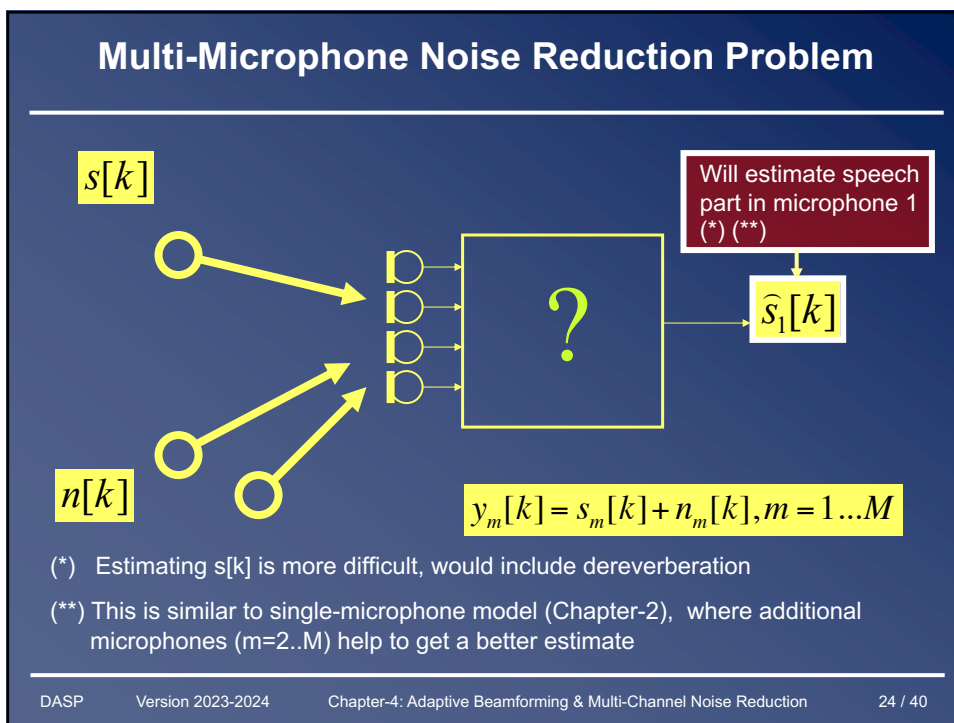 Multi-Microphone Noise Reduction Problem
s[k]
Will estimate speech
part in microphone 1
(*) (**)
?
ŝ₁[k]
n[k]
yₘ[k] = sₘ[k] + nₘ[k], m = 1...M
(*) Estimating s[k] is more difficult, would include dereverberation
(**) This is similar to single-microphone model (Chapter-2), where additional
microphones (m=2..M) help to get a better estimate
DASP Version 2023-2024 Chapter-4: Adaptive Beamforming & Multi-Channel Noise Reduction 24 / 40